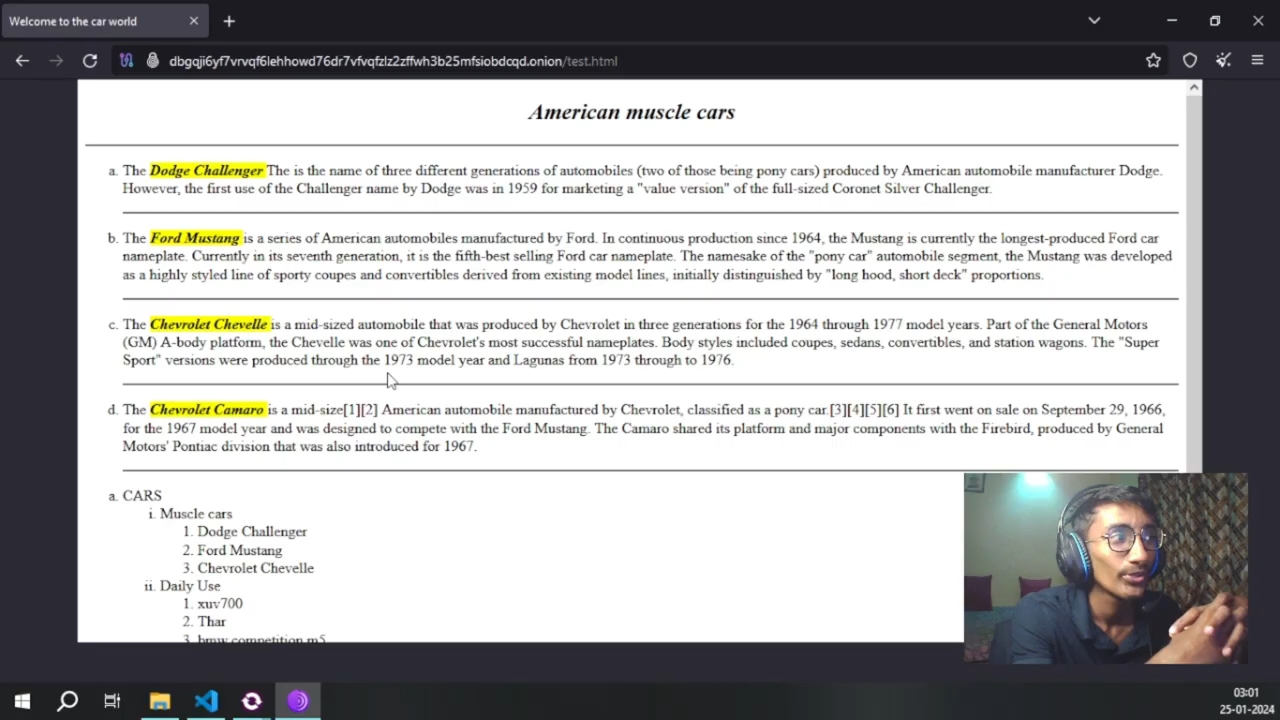 Welcome to the car world
dbgqji6yf7vrvqf6lehhowd76dr7vfvqfzlz2zffwh3b25mfsiobdcqd.onion/test.html
American muscle cars
a. The Dodge Challenger The is the name of three different generations of automobiles (two of those being pony cars) produced by American automobile manufacturer Dodge.
However, the first use of the Challenger name by Dodge was in 1959 for marketing a "value version" of the full-sized Coronet Silver Challenger.
b. The Ford Mustang is a series of American automobiles manufactured by Ford. In continuous production since 1964, the Mustang is currently the longest-produced Ford car
nameplate. Currently in its seventh generation, it is the fifth-best selling Ford car nameplate. The namesake of the "pony car" automobile segment, the Mustang was developed
as a highly styled line of sporty coupes and convertibles derived from existing model lines, initially distinguished by "long hood, short deck" proportions.
c. The Chevrolet Chevelle is a mid-sized automobile that was produced by Chevrolet in three generations for the 1964 through 1977 model years. Part of the General Motors
(GM) A-body platform, the Chevelle was one of Chevrolet's most successful nameplates. Body styles included coupes, sedans, convertibles, and station wagons. The "Super
Sport" versions were produced through the 1973 model year and Lagunas from 1973 through to 1976.
d. The Chevrolet Camaro is a mid-size[1][2] American automobile manufactured by Chevrolet, classified as a pony car.[3][4][5][6] It first went on sale on September 29, 1966,
for the 1967 model year and was designed to compete with the Ford Mustang. The Camaro shared its platform and major components with the Firebird, produced by General
Motors' Pontiac division that was also introduced for 1967.
a. CARS
i. Muscle cars
1. Dodge Challenger
2. Ford Mustang
3. Chevrolet Chevelle
ii. Daily Use
1. xuv700
2. Thar
3. bmw competition m5
03:01
25-01-2024